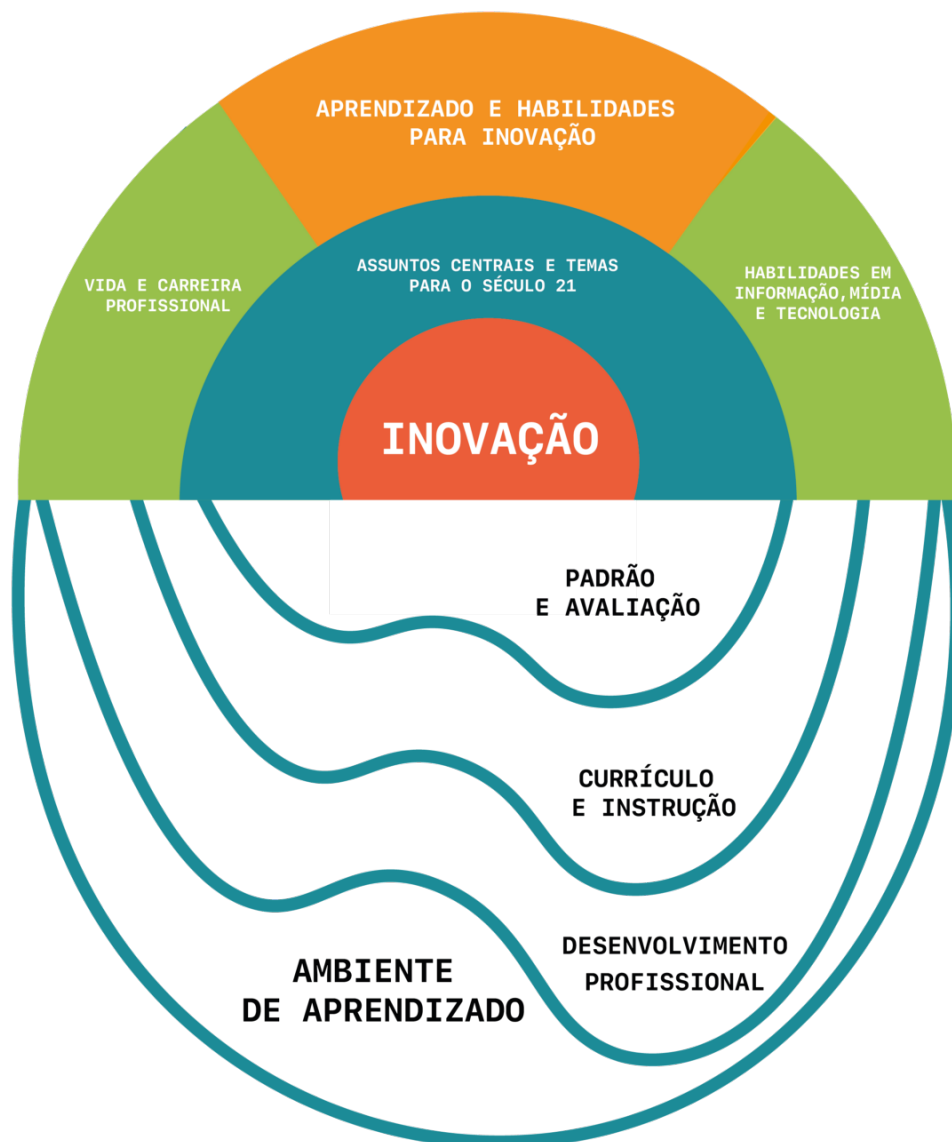 APRENDIZADO E HABILIDADES
PARA INOVAÇÃO
VIDA E CARREIRA
PROFISSIONAL
ASSUNTOS CENTRAIS E TEMAS
PARA O SÉCULO 21
HABILIDADES EM
INFORMAÇÃO,MÍDIA
E TECNOLOGIA
INOVAÇÃO
PADRÃO
E AVALIAÇÃO
CURRÍCULO
E INSTRUÇÃO
DESENVOLVIMENTO
PROFISSIONAL
AMBIENTE
DE APRENDIZADO